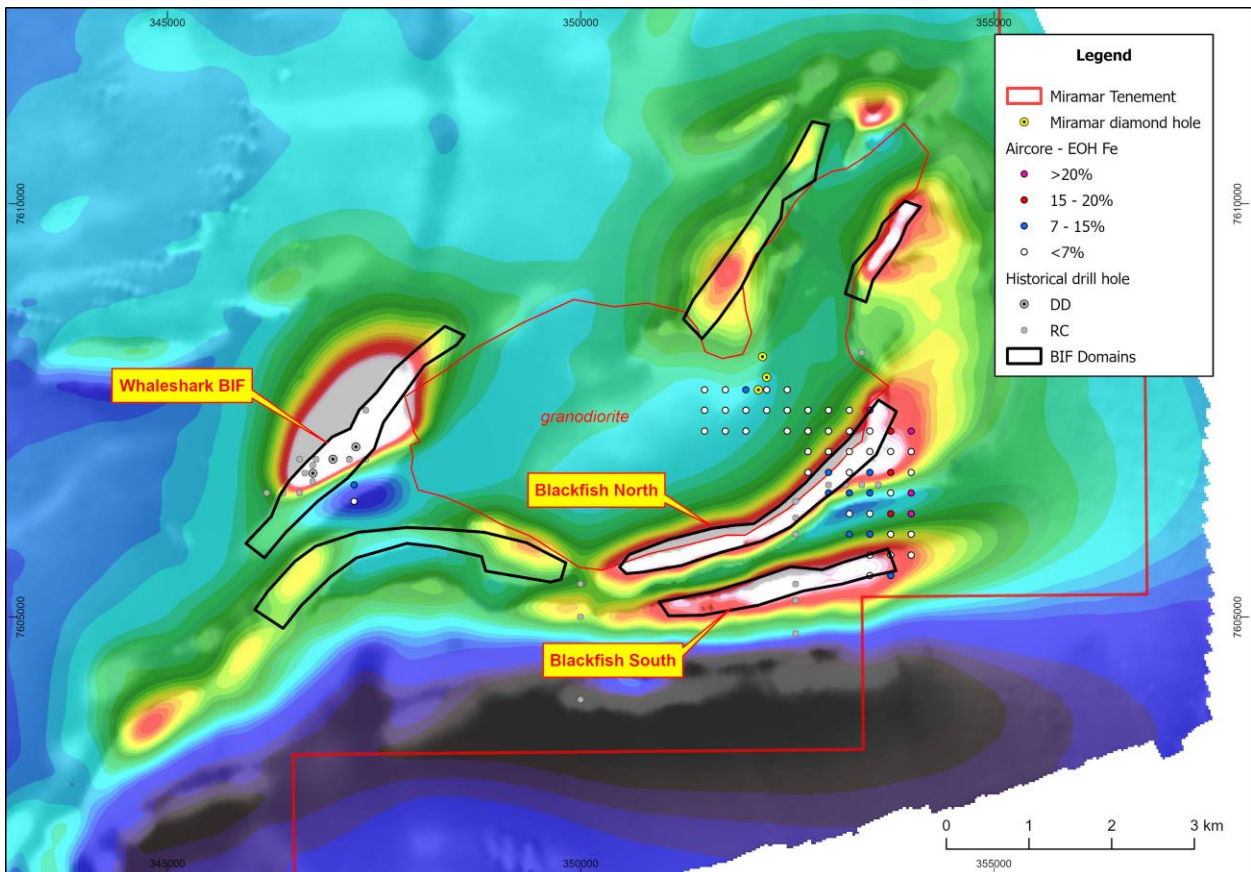 345000
350000
355000
Legend
Miramar Tenement
Miramar diamond hole
Aircore - EOH Fe
>20%
15 - 20%
7 - 15%
<7%
Historical drill hole
DD
RC
BIF Domains
7610000
7610000
Whaleshark BIF
granodiorite
Blackfish North
Blackfish South
7605000
7605000
0 1 2 3 km
345000
350000
355000